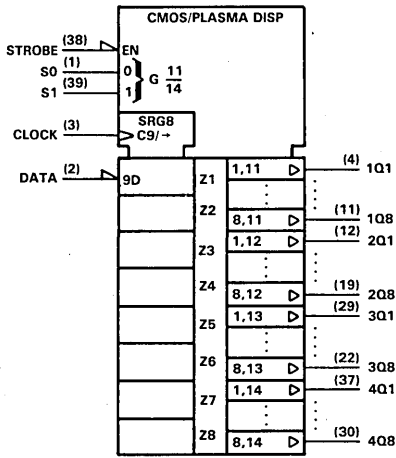 CMOS/PLASMA DISP
STROBE (38) EN
S0 (1) 0
S1 (39) 1
G 11/14
SRG8
CLOCK (3) C9/→
DATA (2) 9D
Z1 1,11 ▷ (4) 1Q1
Z2 8,11 ▷ (11) 1Q8
1,12 ▷ (12) 2Q1
Z3
Z4 8,12 ▷ (19) 2Q8
Z5 1,13 ▷ (29) 3Q1
Z6 8,13 ▷ (22) 3Q8
1,14 ▷ (37) 4Q1
Z7
Z8 8,14 ▷ (30) 4Q8